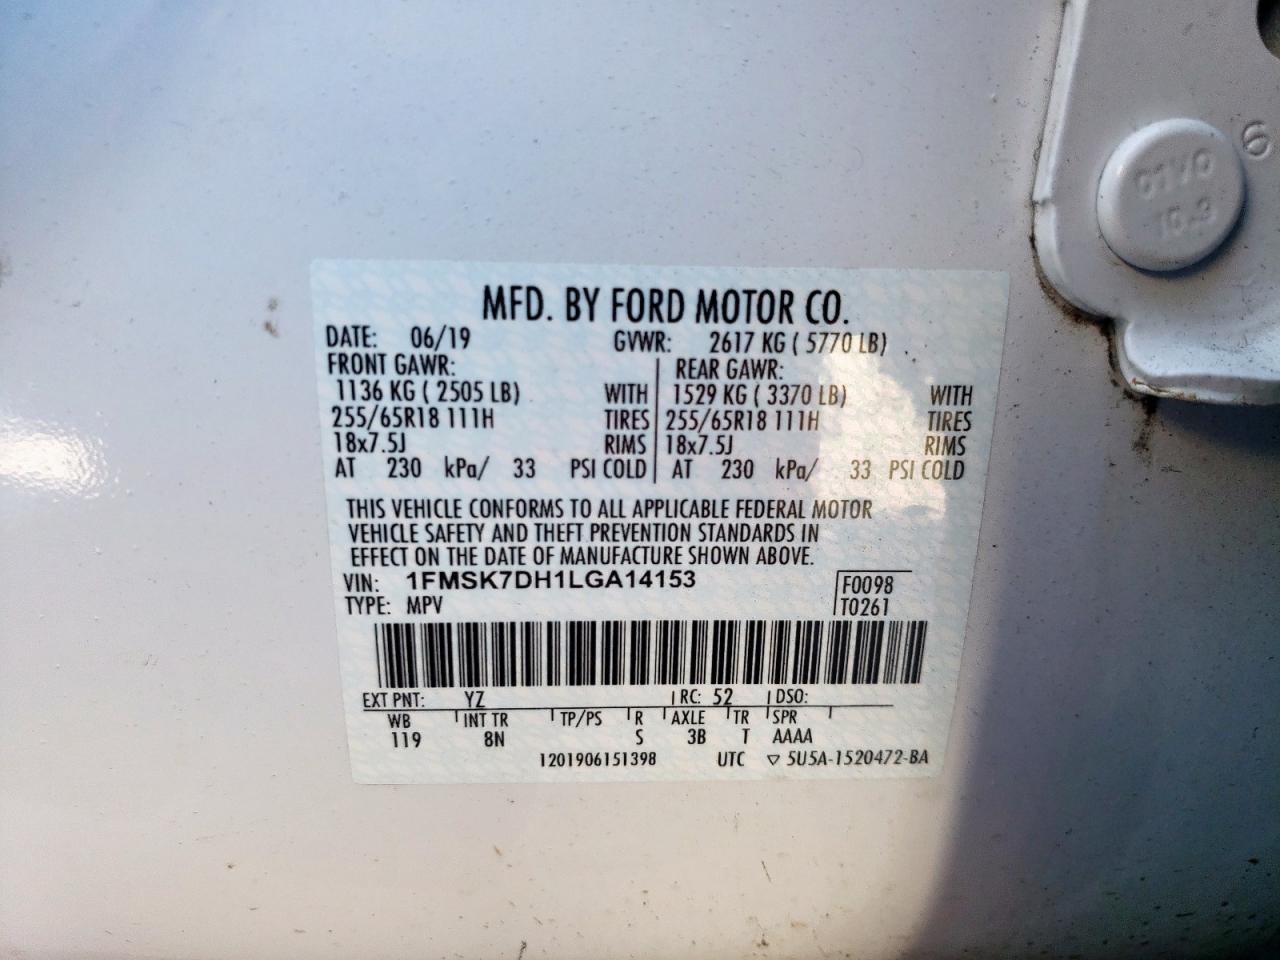 MFD. BY FORD MOTOR CO.
DATE: 06/19 GVWR: 2617 KG ( 5770 LB)
FRONT GAWR: REAR GAWR:
1136 KG ( 2505 LB) WITH 1529 KG ( 3370 LB) WITH
255/65R18 111H TIRES 255/65R18 111H TIRES
18x7.5J RIMS 18x7.5J RIMS
AT 230 kPa/ 33 PSI COLD AT 230 kPa/ 33 PSI COLD
THIS VEHICLE CONFORMS TO ALL APPLICABLE FEDERAL MOTOR
VEHICLE SAFETY AND THEFT PREVENTION STANDARDS IN
EFFECT ON THE DATE OF MANUFACTURE SHOWN ABOVE.
VIN: 1FMSK7DH1LGA14153 F0098
TYPE: MPV T0261
EXT PNT: YZ RC: 52 DSO:
WB INT TR TP/PS R AXLE TR SPR
119 8N S 3B T AAAA
1201906151398 UTC ▽ 5U5A-1520472-BA
6
10.9